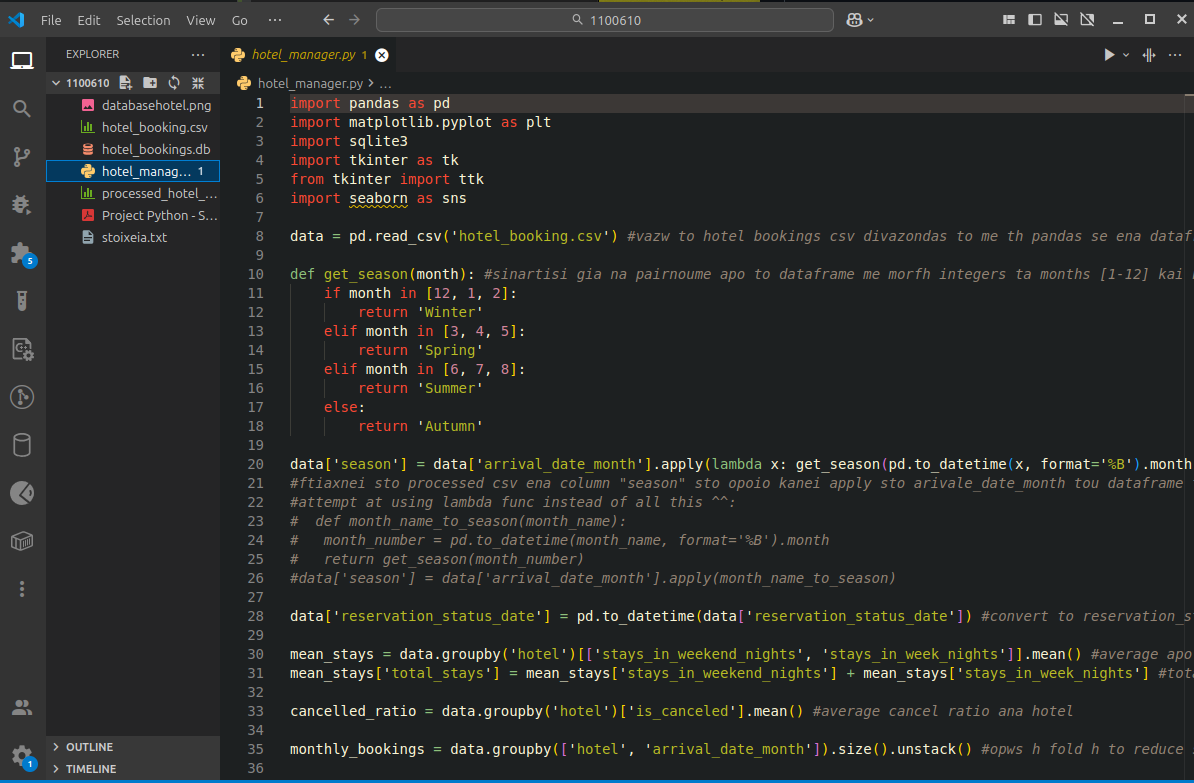 File Edit Selection View Go ··· 1100610
EXPLORER ···
1100610
databasehotel.png
hotel_booking.csv
hotel_bookings.db
hotel_manag... 1
processed_hotel_...
Project Python - S...
stoixeia.txt
OUTLINE
TIMELINE
5
1
hotel_manager.py 1
hotel_manager.py > ...
1 import pandas as pd
2 import matplotlib.pyplot as plt
3 import sqlite3
4 import tkinter as tk
5 from tkinter import ttk
6 import seaborn as sns
7
8 data = pd.read_csv('hotel_booking.csv') #vazw to hotel bookings csv divazondas to me th pandas se ena dataf
9
10 def get_season(month): #sinartisi gia na pairnoume apo to dataframe me morfh integers ta months [1-12] kai
11 if month in [12, 1, 2]:
12 return 'Winter'
13 elif month in [3, 4, 5]:
14 return 'Spring'
15 elif month in [6, 7, 8]:
16 return 'Summer'
17 else:
18 return 'Autumn'
19
20 data['season'] = data['arrival_date_month'].apply(lambda x: get_season(pd.to_datetime(x, format='%B').month
21 #ftiaxnei sto processed csv ena column "season" sto opoio kanei apply sto arivale_date_month tou dataframe
22 #attempt at using lambda func instead of all this ^^:
23 #  def month_name_to_season(month_name):
24 #   month_number = pd.to_datetime(month_name, format='%B').month
25 #   return get_season(month_number)
26 #data['season'] = data['arrival_date_month'].apply(month_name_to_season)
27
28 data['reservation_status_date'] = pd.to_datetime(data['reservation_status_date']) #convert to reservation_s
29
30 mean_stays = data.groupby('hotel')[['stays_in_weekend_nights', 'stays_in_week_nights']].mean() #average apo
31 mean_stays['total_stays'] = mean_stays['stays_in_weekend_nights'] + mean_stays['stays_in_week_nights'] #tot
32
33 cancelled_ratio = data.groupby('hotel')['is_canceled'].mean() #average cancel ratio ana hotel
34
35 monthly_bookings = data.groupby(['hotel', 'arrival_date_month']).size().unstack() #opws h fold h to reduce
36